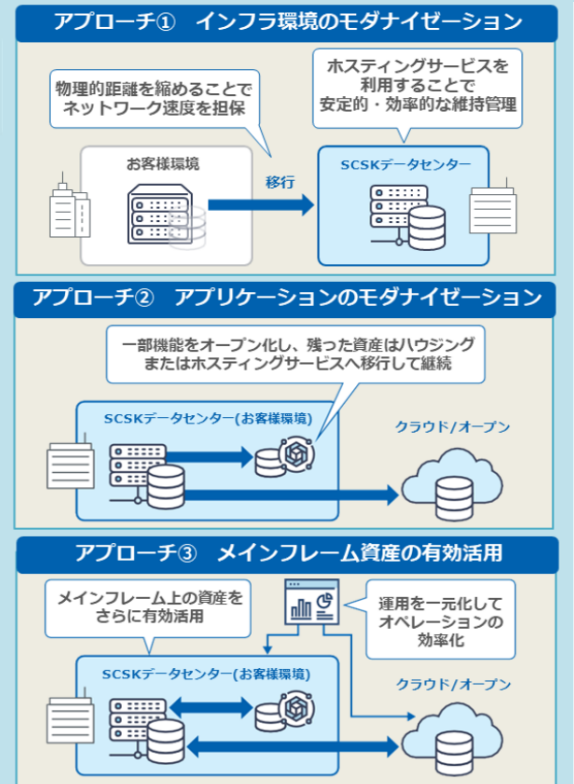 アプローチ① インフラ環境のモダナイゼーション
物理的距離を縮めることで
ネットワーク速度を担保
ホスティングサービスを
利用することで
安定的・効率的な維持管理
お客様環境
移行
SCSKデータセンター
アプローチ② アプリケーションのモダナイゼーション
一部機能をオープン化し、残った資産はハウジング
またはホスティングサービスへ移行して継続
SCSKデータセンター(お客様環境)
クラウド/オープン
アプローチ③ メインフレーム資産の有効活用
メインフレーム上の資産を
さらに有効活用
運用を一元化して
オペレーションの
効率化
SCSKデータセンター(お客様環境)
クラウド/オープン